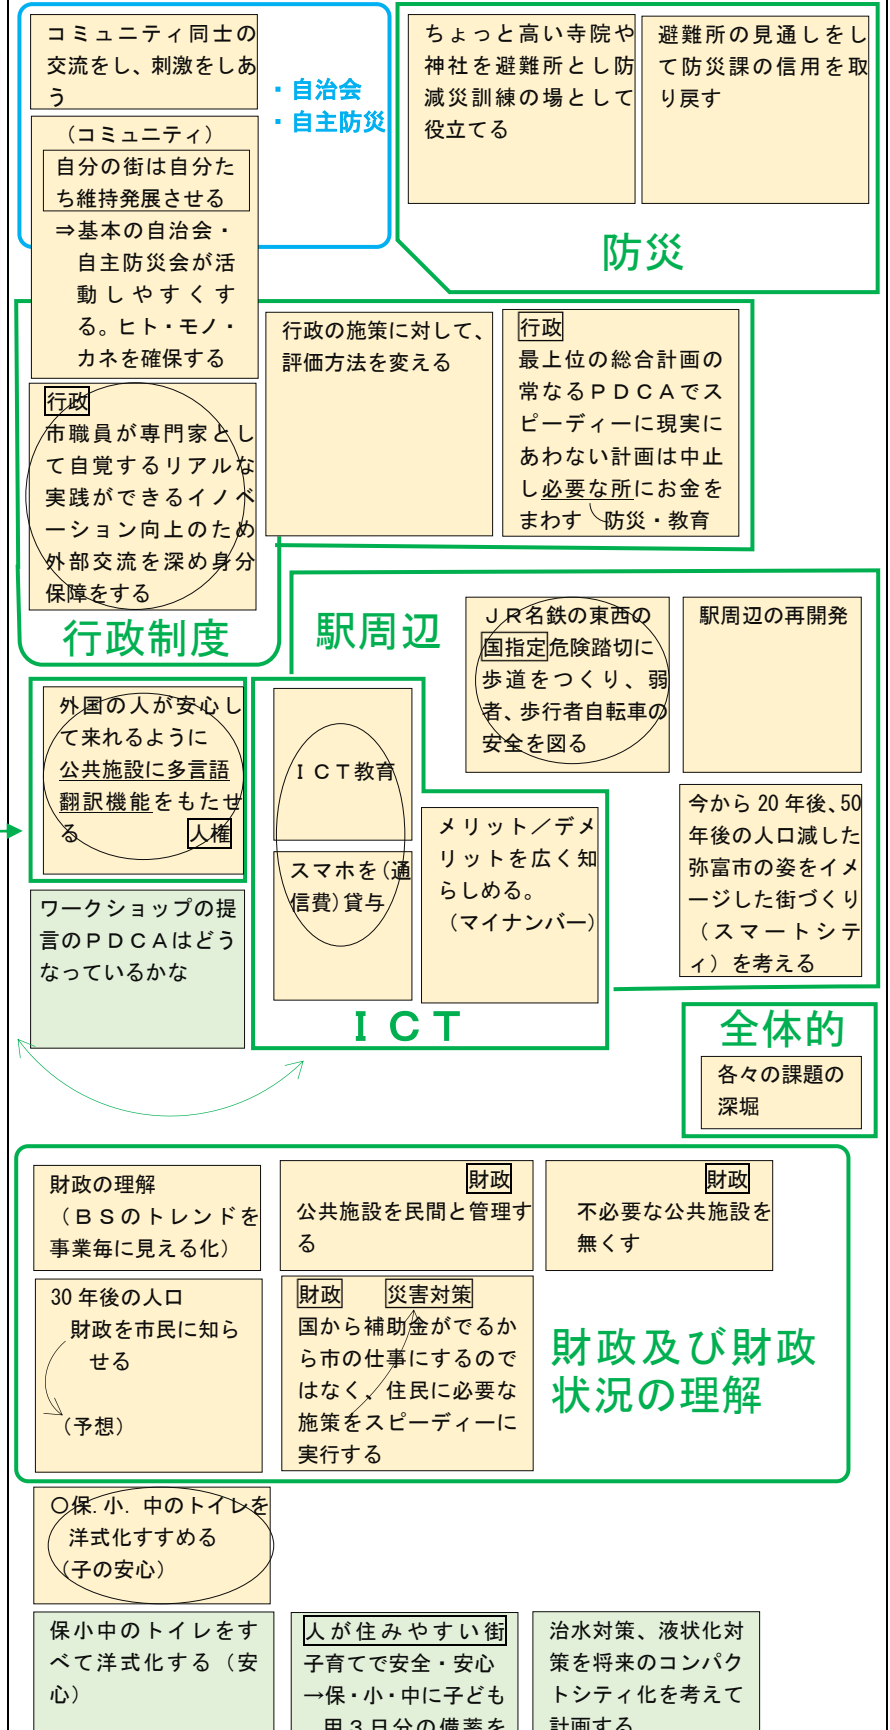 コミュニティ同士の
交流をし、刺激をしあ
う
・自治会
・自主防災
（コミュニティ）
自分の街は自分た
ち維持発展させる
⇒基本の自治会・
自主防災会が活
動しやすくす
る。ヒト・モノ・
カネを確保する
ちょっと高い寺院や
神社を避難所とし防
減災訓練の場として
役立てる
避難所の見通しをし
て防災課の信用を取
り戻す
防災
行政の施策に対して、
評価方法を変える
行政
最上位の総合計画の
常なるＰＤＣＡでス
ピーディーに現実に
あわない計画は中止
し必要な所にお金を
まわす 防災・教育
行政
市職員が専門家とし
て自覚するリアルな
実践ができるイノベ
ーション向上のため
外部交流を深め身分
保障をする
行政制度
駅周辺
ＪＲ名鉄の東西の
国指定危険踏切に
歩道をつくり、弱
者、歩行者自転車の
安全を図る
駅周辺の再開発
今から20年後、50
年後の人口減した
弥富市の姿をイメ
ージした街づくり
（スマートシテ
ィ）を考える
外国の人が安心し
て来れるように
公共施設に多言語
翻訳機能をもたせ
る 人権
ＩＣＴ教育
スマホを（通
信費）貸与
メリット／デメ
リットを広く知
らしめる。
（マイナンバー）
ＩＣＴ
ワークショップの提
言のＰＤＣＡはどう
なっているかな
全体的
各々の課題の
深堀
財政の理解
（ＢＳのトレンドを
事業毎に見える化）
財政
公共施設を民間と管理す
る
財政
不必要な公共施設を
無くす
30年後の人口
財政を市民に知ら
せる
（予想）
財政 災害対策
国から補助金がでるか
ら市の仕事にするので
はなく、住民に必要な
施策をスピーディーに
実行する
財政及び財政
状況の理解
〇保.小．中のトイレを
洋式化すすめる
（子の安心）
保小中のトイレをす
べて洋式化する（安
心）
人が住みやすい街
子育てで安全・安心
→保・小・中に子ども
用３日分の備蓄を
治水対策、液状化対
策を将来のコンパク
トシティ化を考えて
計画する